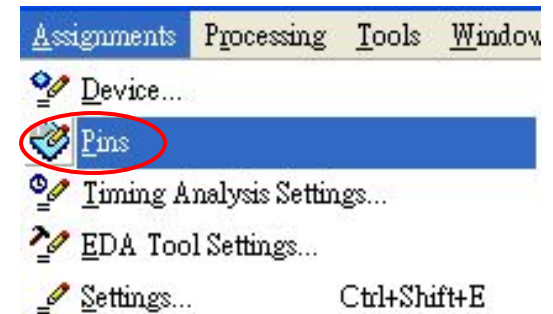 Assignments Processing Tools Window
Device...
Pins
Timing Analysis Settings...
EDA Tool Settings...
Settings... Ctrl+Shift+E